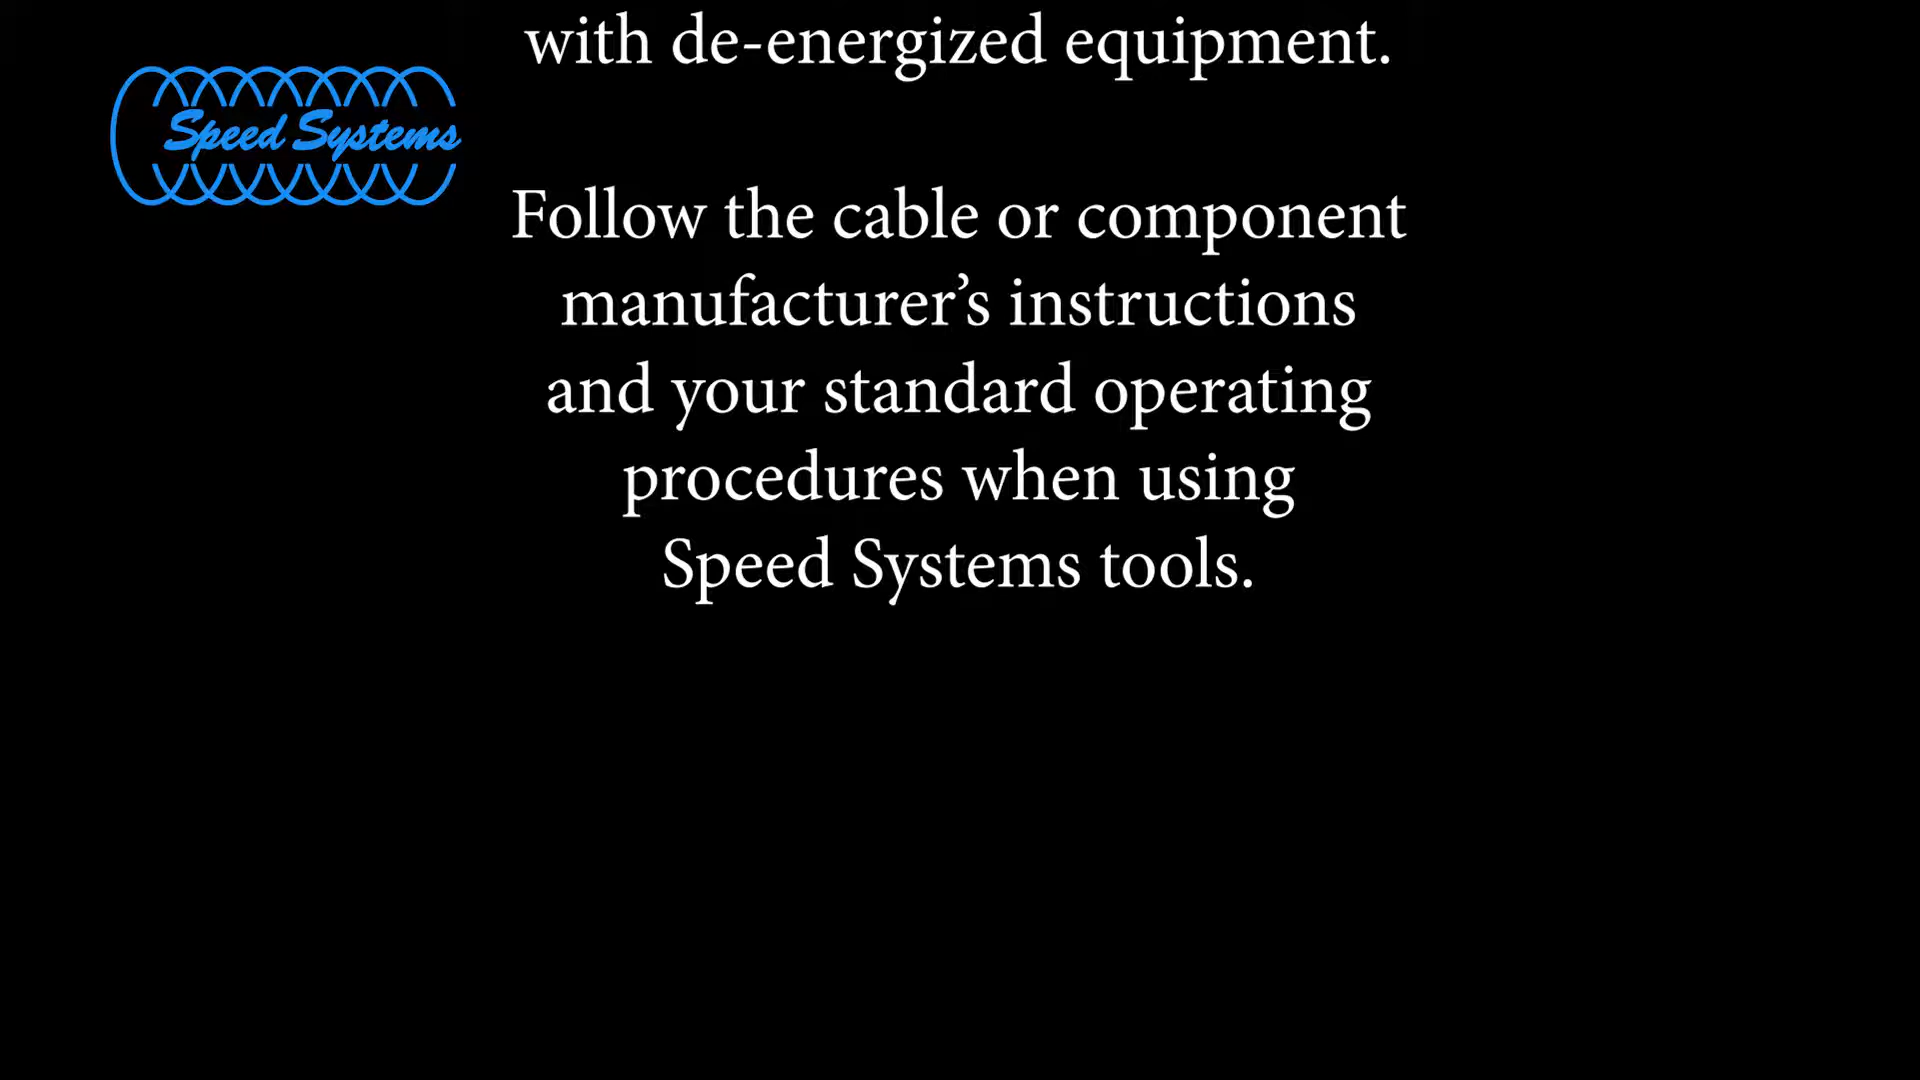 with de-energized equipment.
Speed Systems
Follow the cable or component
manufacturer’s instructions
and your standard operating
procedures when using
Speed Systems tools.